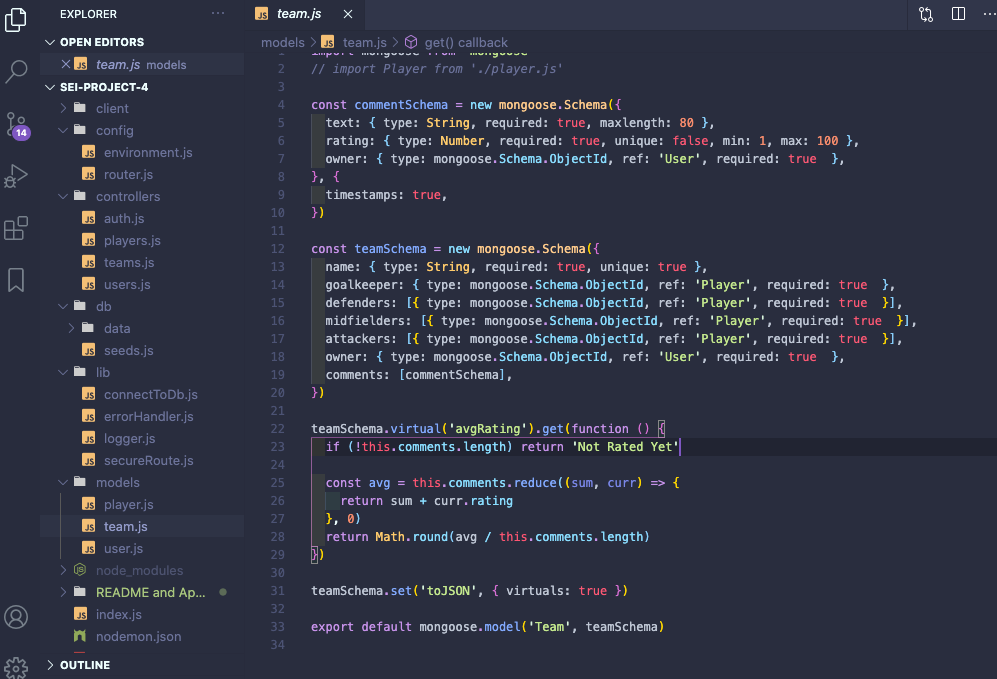 EXPLORER
OPEN EDITORS
team.js models
SEI-PROJECT-4
client
config
environment.js
router.js
controllers
auth.js
players.js
teams.js
users.js
db
data
seeds.js
lib
connectToDb.js
errorHandler.js
logger.js
secureRoute.js
models
player.js
team.js
user.js
node_modules
README and Ap...
index.js
nodemon.json
OUTLINE
14
team.js
models > team.js > get() callback
1 import mongoose from 'mongoose'
2 // import Player from './player.js'
3
4 const commentSchema = new mongoose.Schema({
5 text: { type: String, required: true, maxlength: 80 },
6 rating: { type: Number, required: true, unique: false, min: 1, max: 100 },
7 owner: { type: mongoose.Schema.ObjectId, ref: 'User', required: true  },
8 }, {
9 timestamps: true,
10 })
11
12 const teamSchema = new mongoose.Schema({
13 name: { type: String, required: true, unique: true },
14 goalkeeper: { type: mongoose.Schema.ObjectId, ref: 'Player', required: true  },
15 defenders: [{ type: mongoose.Schema.ObjectId, ref: 'Player', required: true  }],
16 midfielders: [{ type: mongoose.Schema.ObjectId, ref: 'Player', required: true  }],
17 attackers: [{ type: mongoose.Schema.ObjectId, ref: 'Player', required: true  }],
18 owner: { type: mongoose.Schema.ObjectId, ref: 'User', required: true  },
19 comments: [commentSchema],
20 })
21
22 teamSchema.virtual('avgRating').get(function () {
23 if (!this.comments.length) return 'Not Rated Yet'
24
25 const avg = this.comments.reduce((sum, curr) => {
26 return sum + curr.rating
27 }, 0)
28 return Math.round(avg / this.comments.length)
29 })
30
31 teamSchema.set('toJSON', { virtuals: true })
32
33 export default mongoose.model('Team', teamSchema)
34